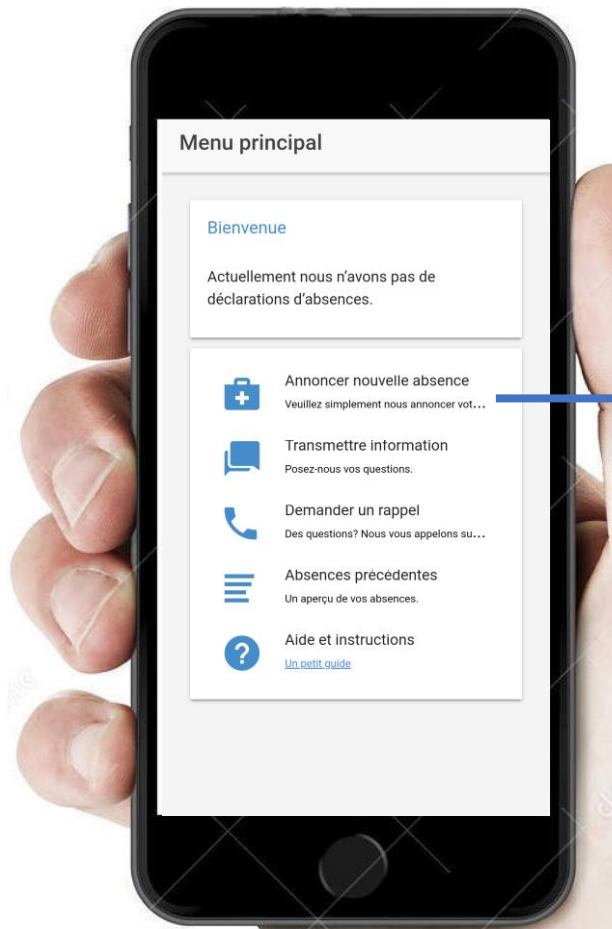 Menu principal
Bienvenue
Actuellement nous n’avons pas de
déclarations d’absences.
Annoncer nouvelle absence
Veuillez simplement nous annoncer vot...
Transmettre information
Posez-nous vos questions.
Demander un rappel
Des questions? Nous vous appelons su...
Absences précédentes
Un aperçu de vos absences.
Aide et instructions
Un petit guide